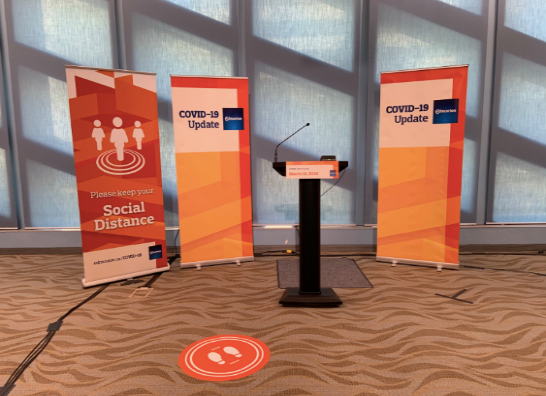 Please keep your
Social
Distance
COVID-19
Update
COVID-19
Update